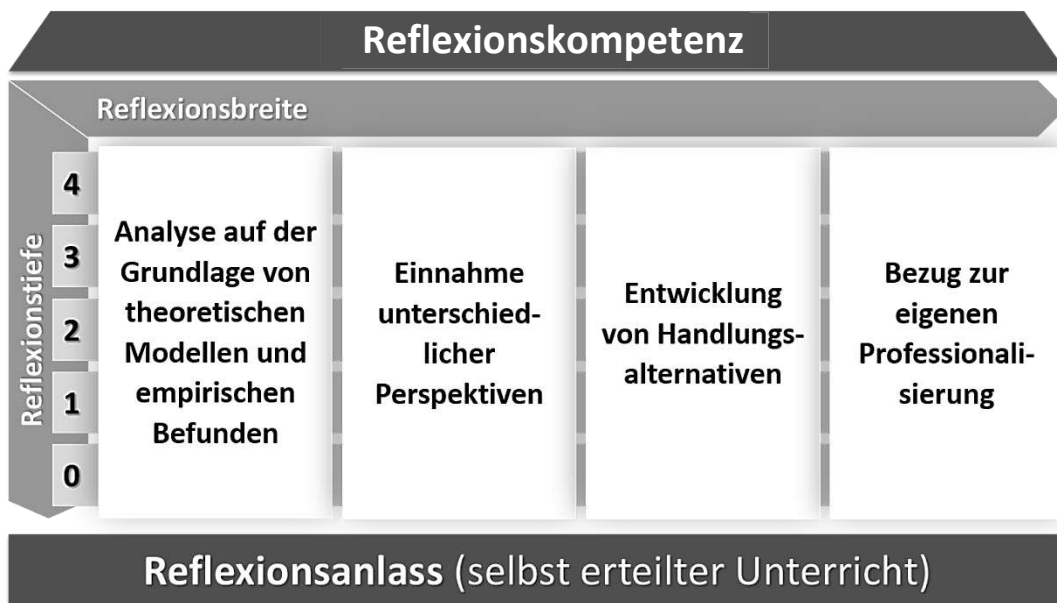 Reflexionskompetenz
Reflexionsbreite
Reflexionstiefe
4
3
2
1
0
Analyse auf der
Grundlage von
theoretischen
Modellen und
empirischen
Befunden
Einnahme
unterschied-
licher
Perspektiven
Entwicklung
von Handlungs-
alternativen
Bezug zur
eigenen
Professionali-
sierung
Reflexionsanlass (selbst erteilter Unterricht)